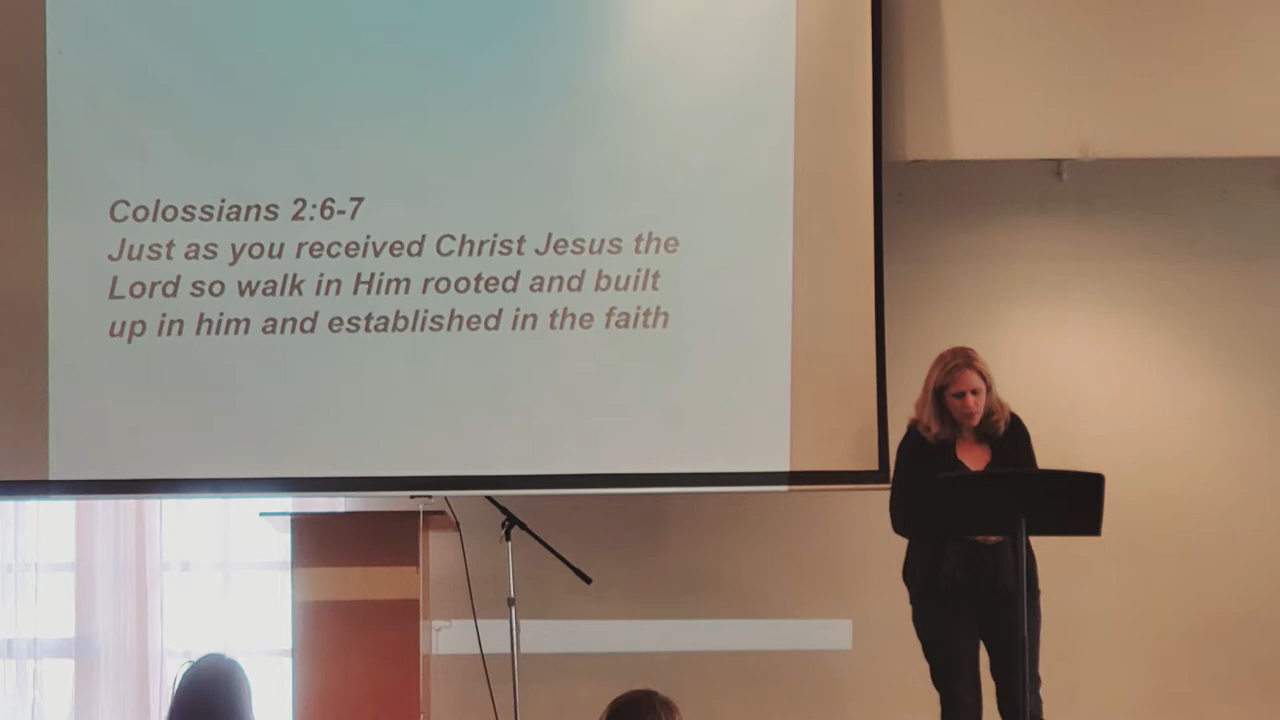 Colossians 2:6-7
Just as you received Christ Jesus the
Lord so walk in Him rooted and built
up in him and established in the faith